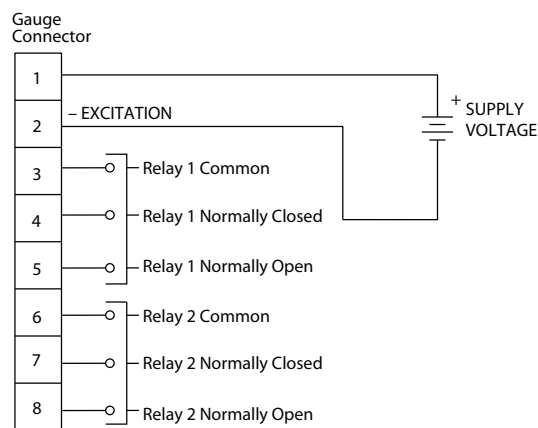 Gauge
Connector
1
2
– EXCITATION
+ SUPPLY
VOLTAGE
3
Relay 1 Common
4
Relay 1 Normally Closed
5
Relay 1 Normally Open
6
Relay 2 Common
7
Relay 2 Normally Closed
8
Relay 2 Normally Open